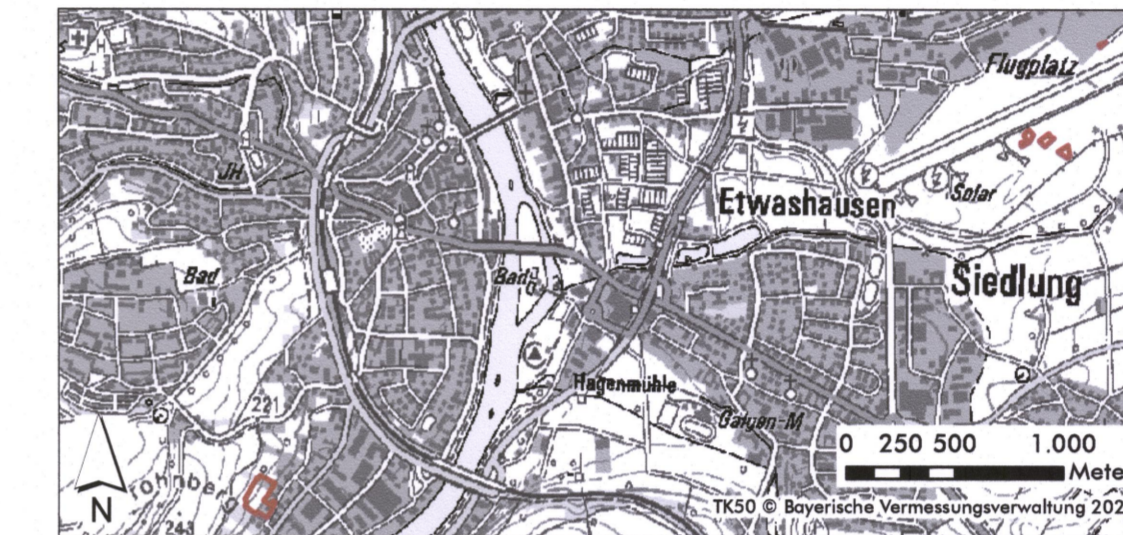 Flugplatz
JH
Etwashausen
Solar
Bad
Bad
Siedlung
221
Hagenmühle
Galgen-M
0 250 500 1.000
Mete
rohnberg
N
243
TK50 © Bayerische Vermessungsverwaltung 202